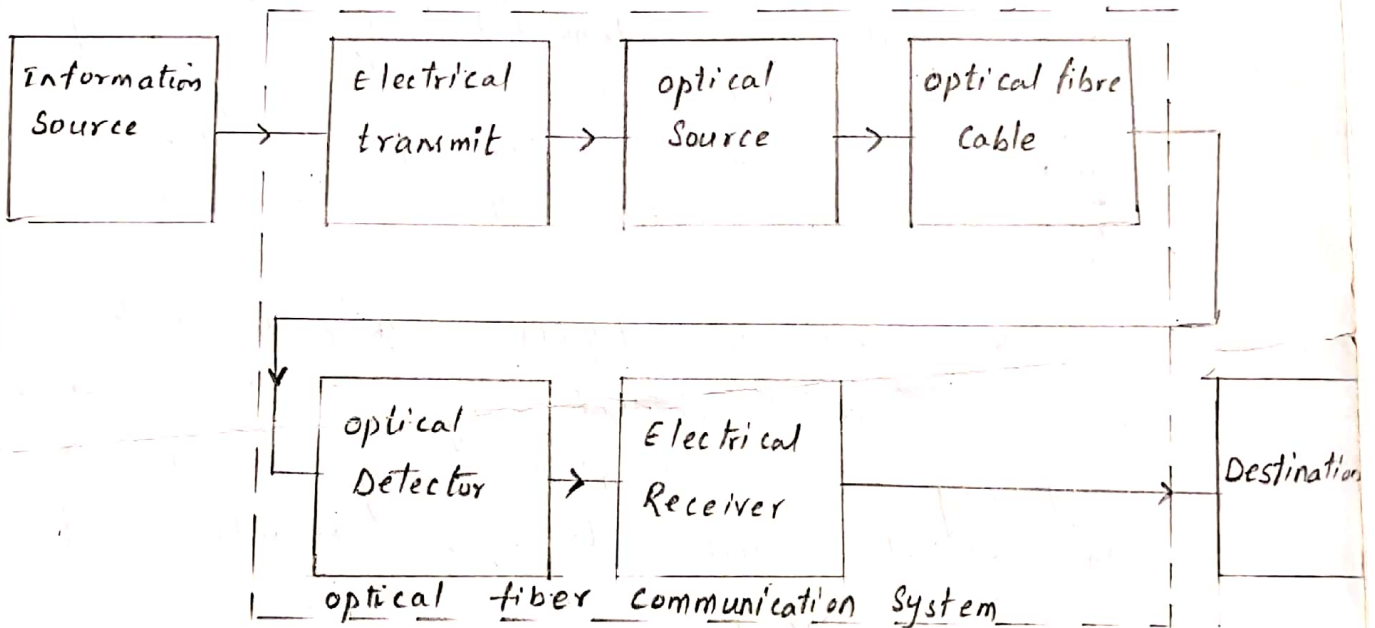 Information
Source
Electrical
transmit
optical
Source
optical fibre
Cable
optical
Detector
Electrical
Receiver
Destination
optical fiber communication System